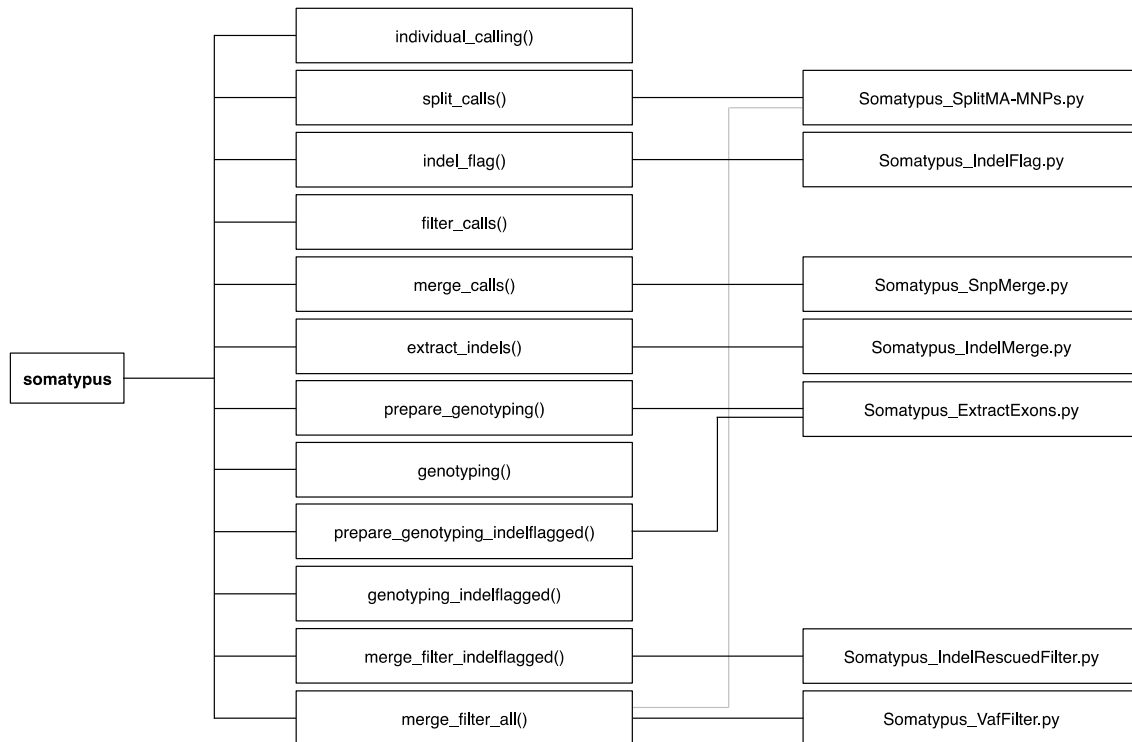 individual_calling()
split_calls()
Somatypus_SplitMA-MNPs.py
indel_flag()
Somatypus_IndelFlag.py
filter_calls()
merge_calls()
Somatypus_SnpMerge.py
extract_indels()
Somatypus_IndelMerge.py
somatypus
prepare_genotyping()
Somatypus_ExtractExons.py
genotyping()
prepare_genotyping_indelflagged()
genotyping_indelflagged()
merge_filter_indelflagged()
Somatypus_IndelRescuedFilter.py
merge_filter_all()
Somatypus_VafFilter.py